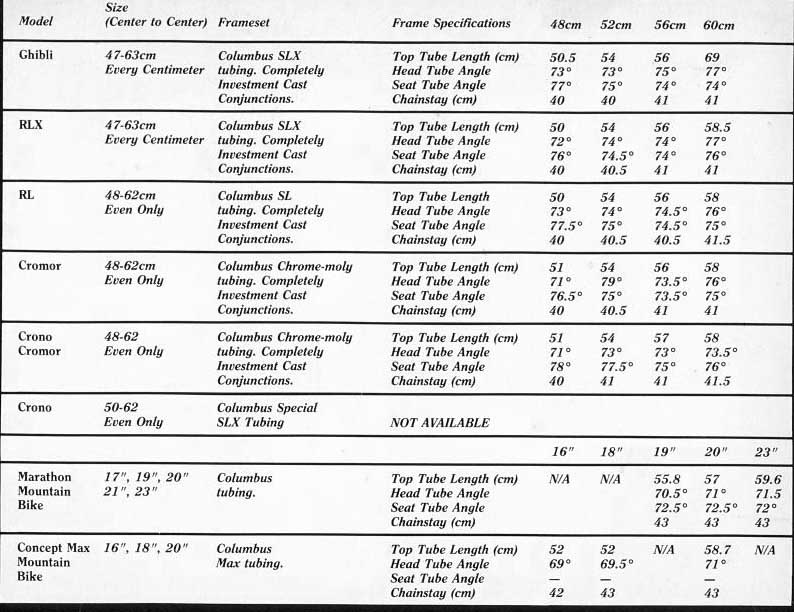 Model Size (Center to Center) Frameset Frame Specifications 48cm 52cm 56cm 60cm
Ghibli 47-63cm Columbus SLX Top Tube Length (cm) 50.5 54 56 69
Every Centimeter tubing. Completely Head Tube Angle 73° 73° 75° 77°
Investment Cast Seat Tube Angle 77° 75° 74° 74°
Conjunctions. Chainstay (cm) 40 40 41 41
RLX 47-63cm Columbus SLX Top Tube Length (cm) 50 54 56 58.5
Every Centimeter tubing. Completely Head Tube Angle 72° 74° 74° 77°
Investment Cast Seat Tube Angle 76° 74.5° 74° 76°
Conjunctions. Chainstay (cm) 40 40.5 41 41
RL 48-62cm Columbus SL Top Tube Length 50 54 56 58
Even Only tubing. Completely Head Tube Angle 73° 74° 74.5° 76°
Investment Cast Seat Tube Angle 77.5° 75° 74.5° 75°
Conjunctions. Chainstay (cm) 40 40.5 40.5 41.5
Cromor 48-62cm Columbus Chrome-moly Top Tube Length (cm) 51 54 56 58
Even Only tubing. Completely Head Tube Angle 71° 79° 73.5° 76°
Investment Cast Seat Tube Angle 76.5° 75° 73.5° 75°
Conjunctions. Chainstay (cm) 40 40.5 41 41
Crono 48-62 Columbus Chrome-moly Top Tube Length (cm) 51 54 57 58
Cromor Even Only tubing. Completely Head Tube Angle 71° 73° 73° 73.5°
Investment Cast Seat Tube Angle 78° 77.5° 75° 76°
Conjunctions. Chainstay (cm) 40 41 41 41.5
Crono 50-62 Columbus Special
Even Only SLX Tubing NOT AVAILABLE
16" 18" 19" 20" 23"
Marathon 17", 19", 20" Columbus Top Tube Length (cm) N/A N/A 55.8 57 59.6
Mountain 21", 23" tubing. Head Tube Angle 70.5° 71° 71.5
Bike Seat Tube Angle 72.5° 72.5° 72°
Chainstay (cm) 43 43 43
Concept Max 16", 18", 20" Columbus Top Tube Length (cm) 52 52 N/A 58.7 N/A
Mountain Max tubing. Head Tube Angle 69° 69.5° 71°
Bike Seat Tube Angle — — —
Chainstay (cm) 42 43 43